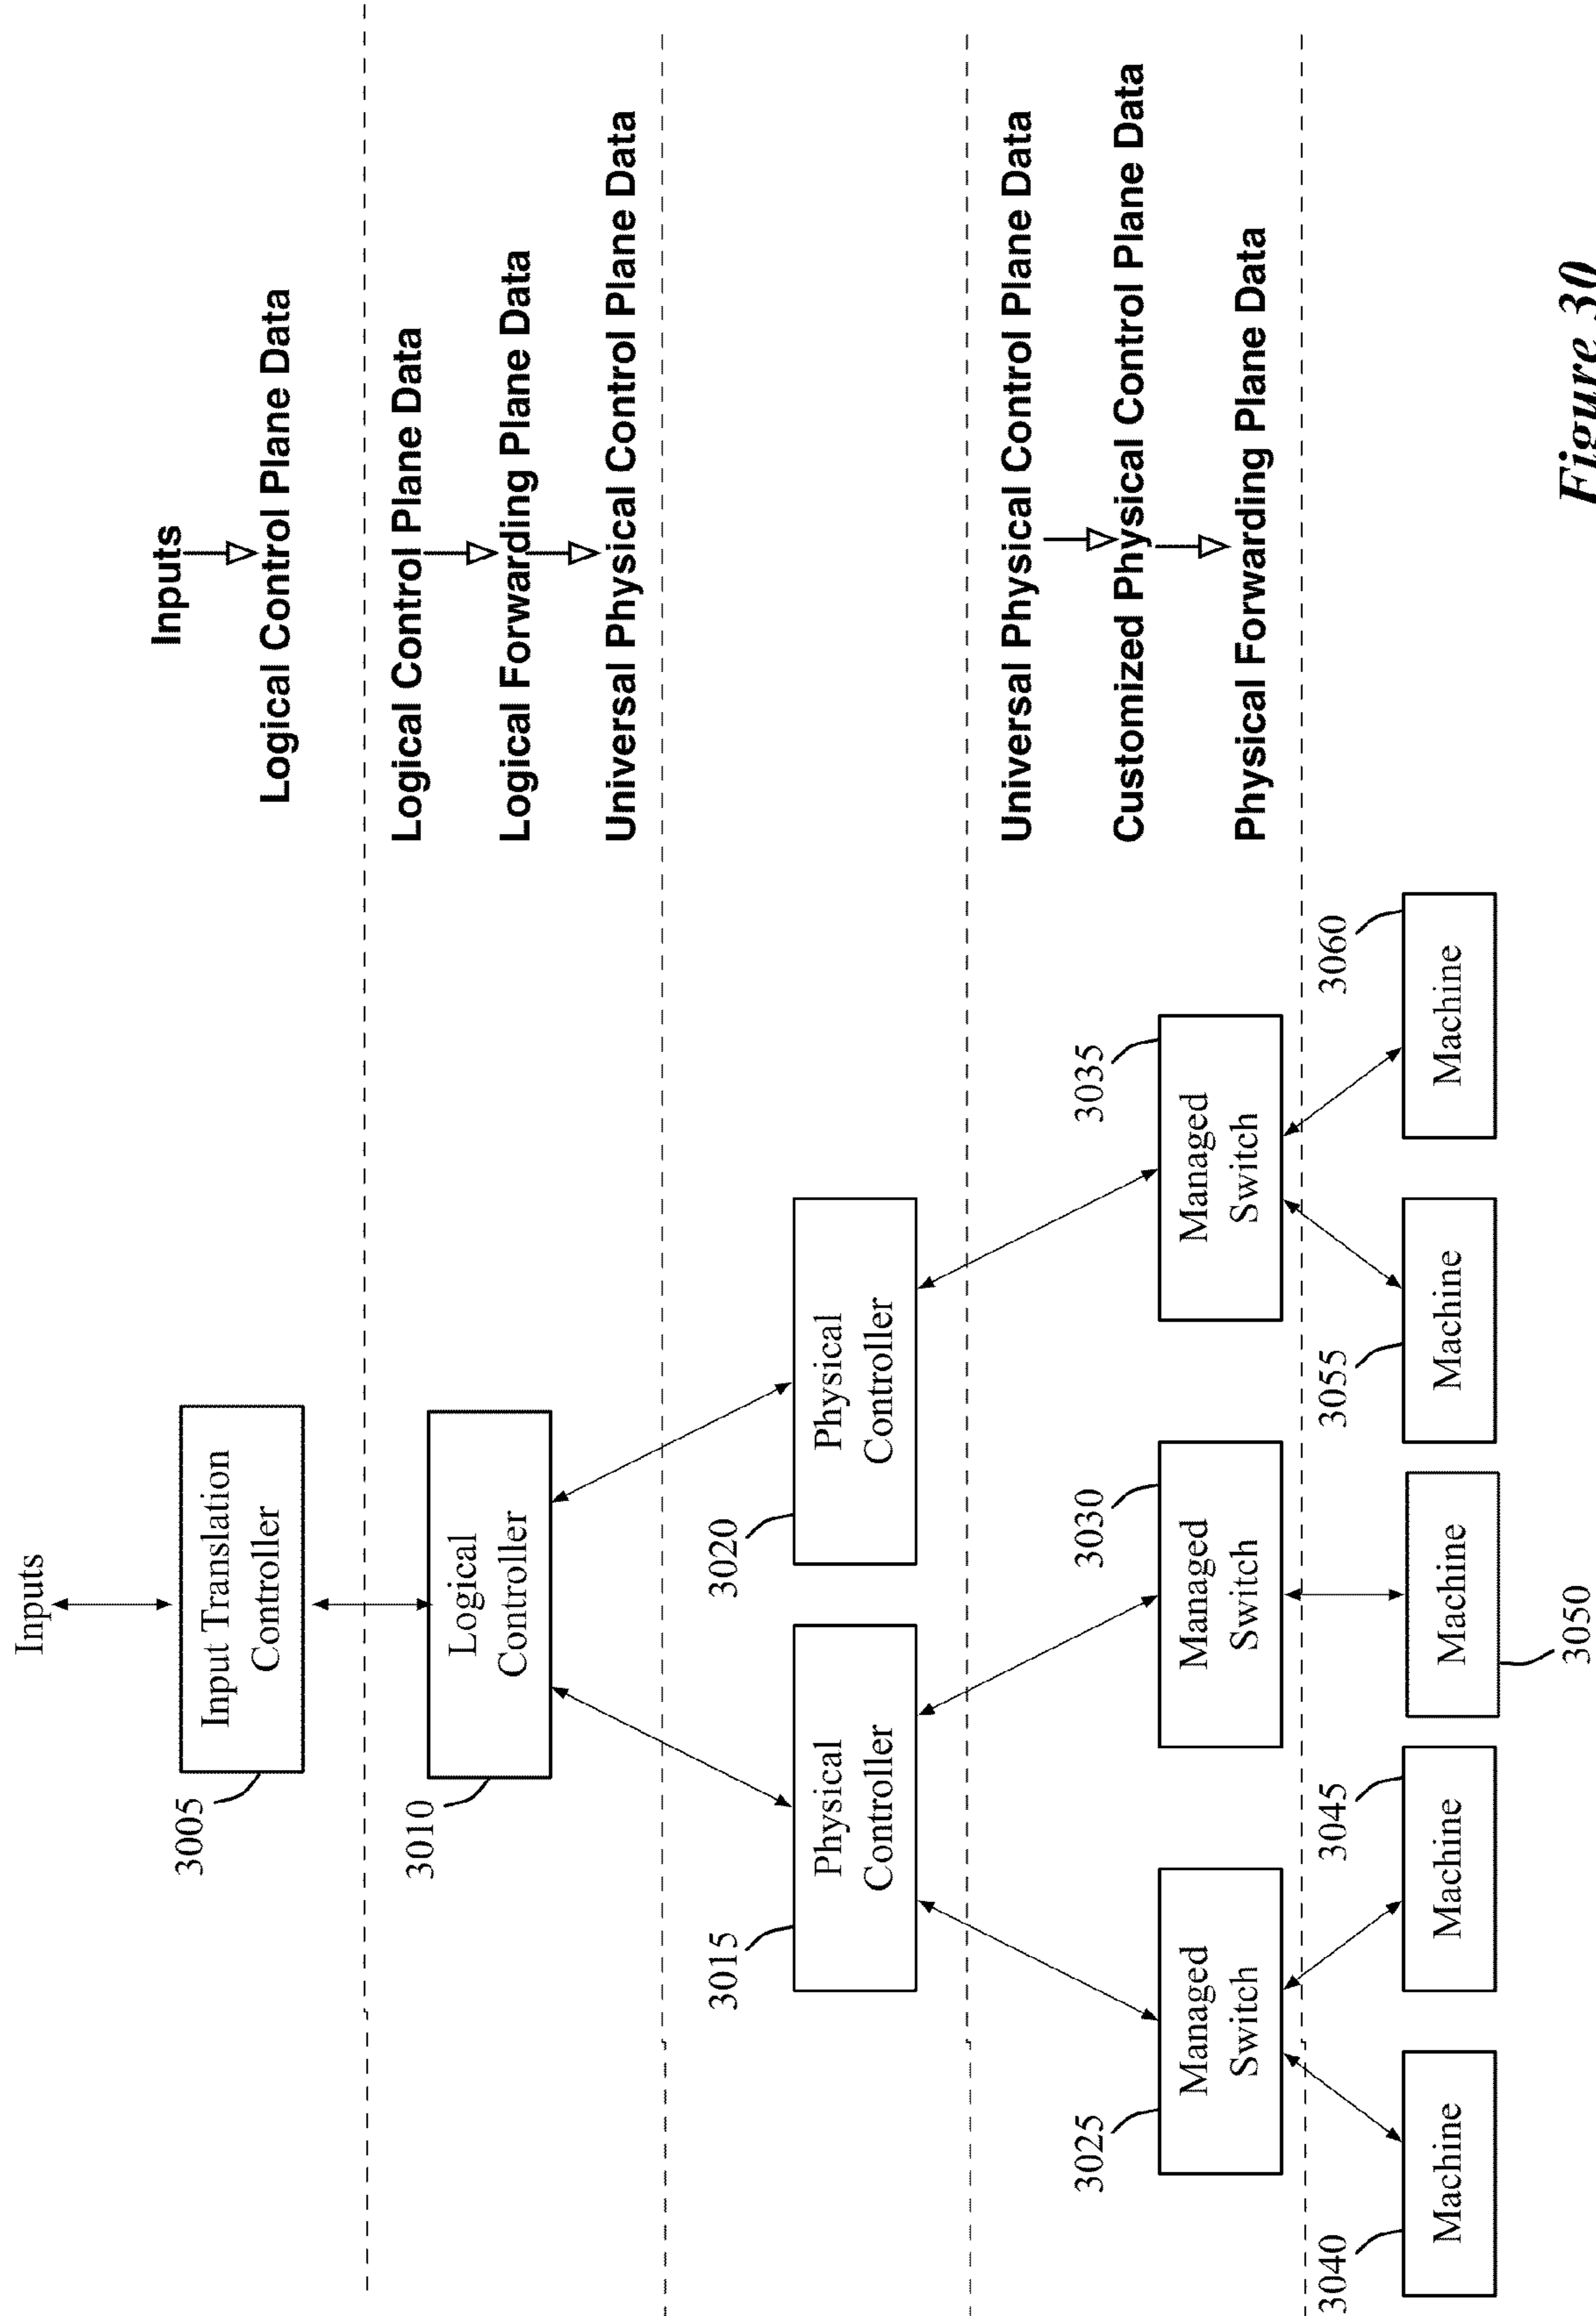 Inputs
Input Translation
Controller
3005
Inputs
Logical Control Plane Data
Logical
Controller
3010
Logical Control Plane Data
Logical Forwarding Plane Data
Universal Physical Control Plane Data
3015
Physical
Controller
3020
Physical
Controller
Universal Physical Control Plane Data
Customized Physical Control Plane Data
Physical Forwarding Plane Data
3025
Managed
Switch
3030
Managed
Switch
3035
Managed
Switch
3040
Machine
3045
Machine
Machine
3050
3055
Machine
3060
Machine
Figure 30